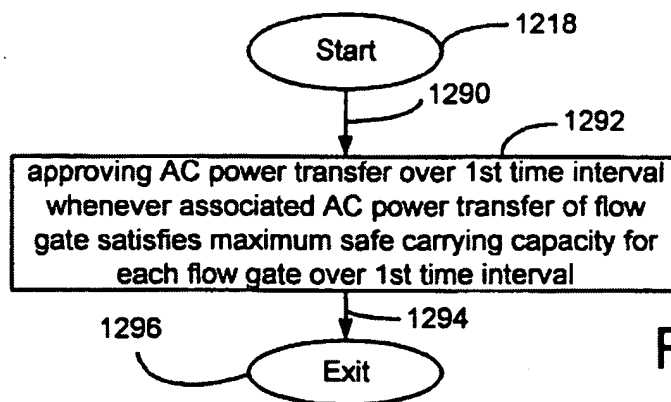 Start
1218
1290
1292
approving AC power transfer over 1st time interval
whenever associated AC power transfer of flow
gate satisfies maximum safe carrying capacity for
each flow gate over 1st time interval
1294
1296
Exit